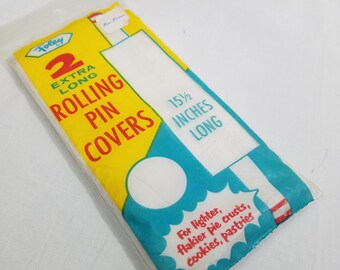 Foley
2
EXTRA
LONG
ROLLING
PIN
COVERS
15½
INCHES
LONG
For lighter,
flakier pie crusts,
cookies, pastries